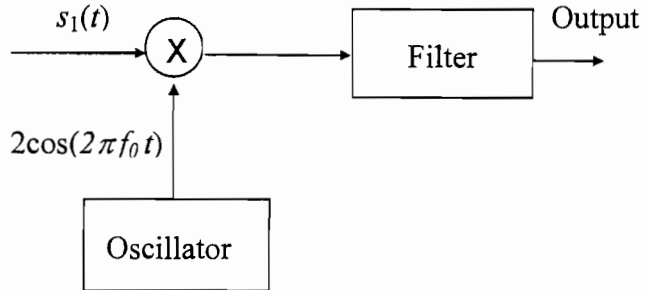 s₁(t)
Output
X
Filter
2cos(2πf₀t)
Oscillator